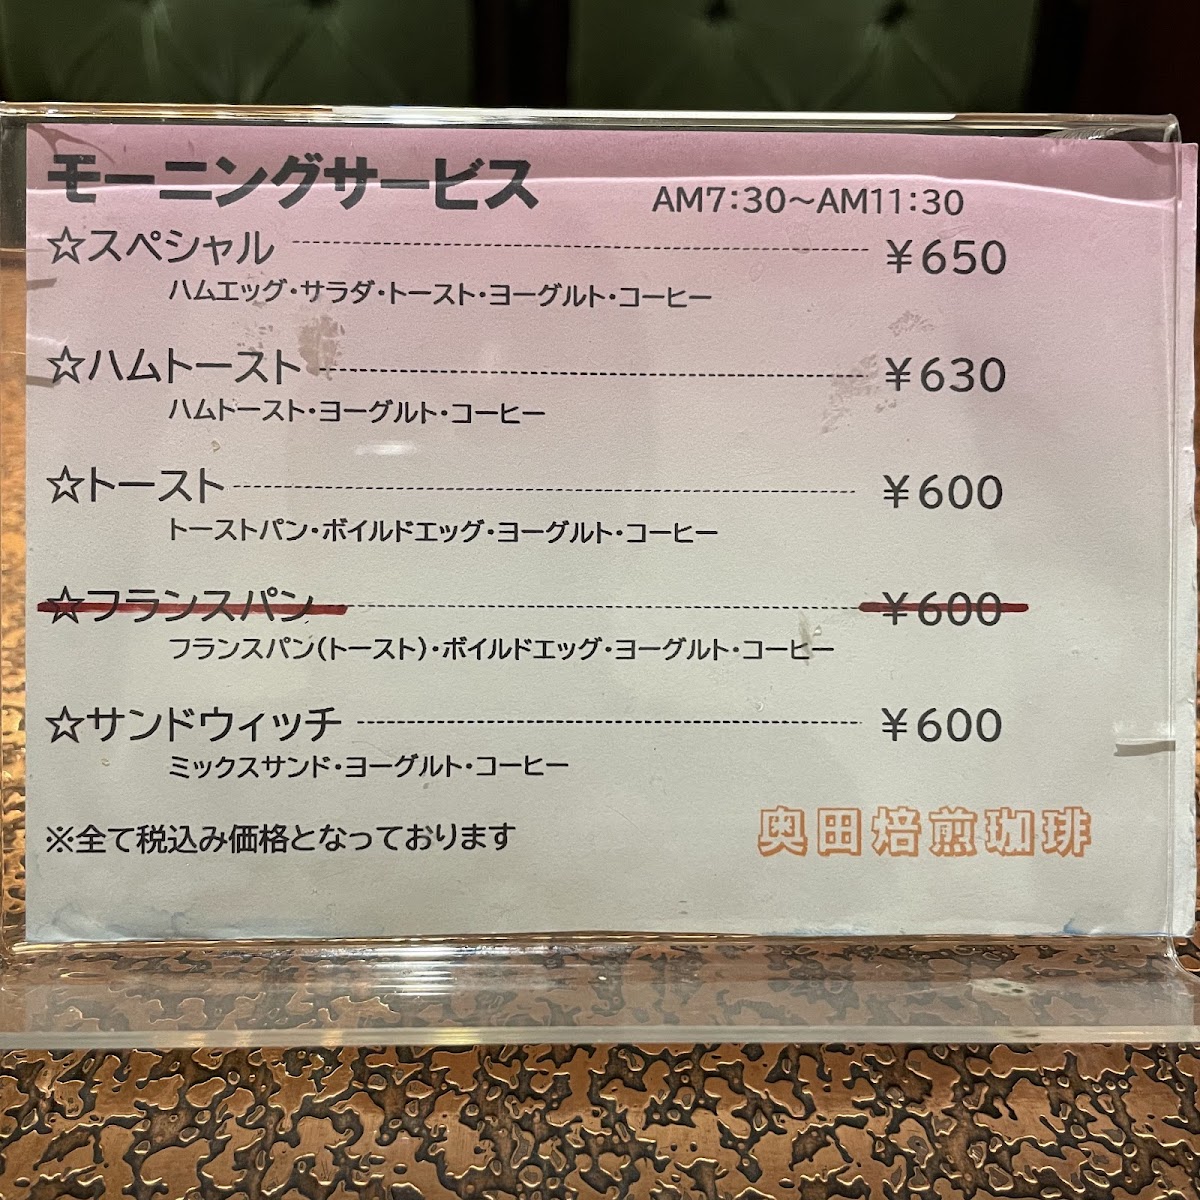 モーニングサービス AM7:30～AM11:30
☆スペシャル ¥650
ハムエッグ・サラダ・トースト・ヨーグルト・コーヒー
☆ハムトースト ¥630
ハムトースト・ヨーグルト・コーヒー
☆トースト ¥600
トーストパン・ボイルドエッグ・ヨーグルト・コーヒー
☆フランスパン ¥600
フランスパン(トースト)・ボイルドエッグ・ヨーグルト・コーヒー
☆サンドウィッチ ¥600
ミックスサンド・ヨーグルト・コーヒー
※全て税込み価格となっております
奥田焙煎珈琲